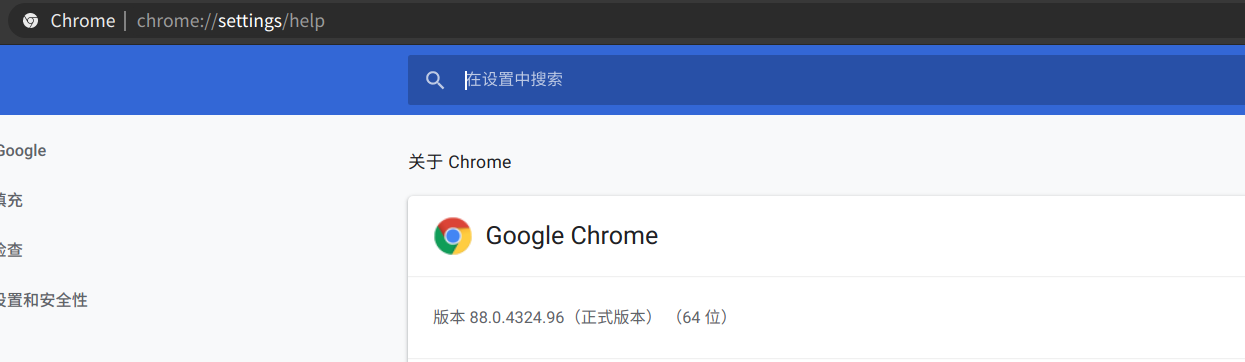 Chrome | chrome://settings/help
在设置中搜索
Google
填充
检查
设置和安全性
关于 Chrome
Google Chrome
版本 88.0.4324.96（正式版本） （64 位）